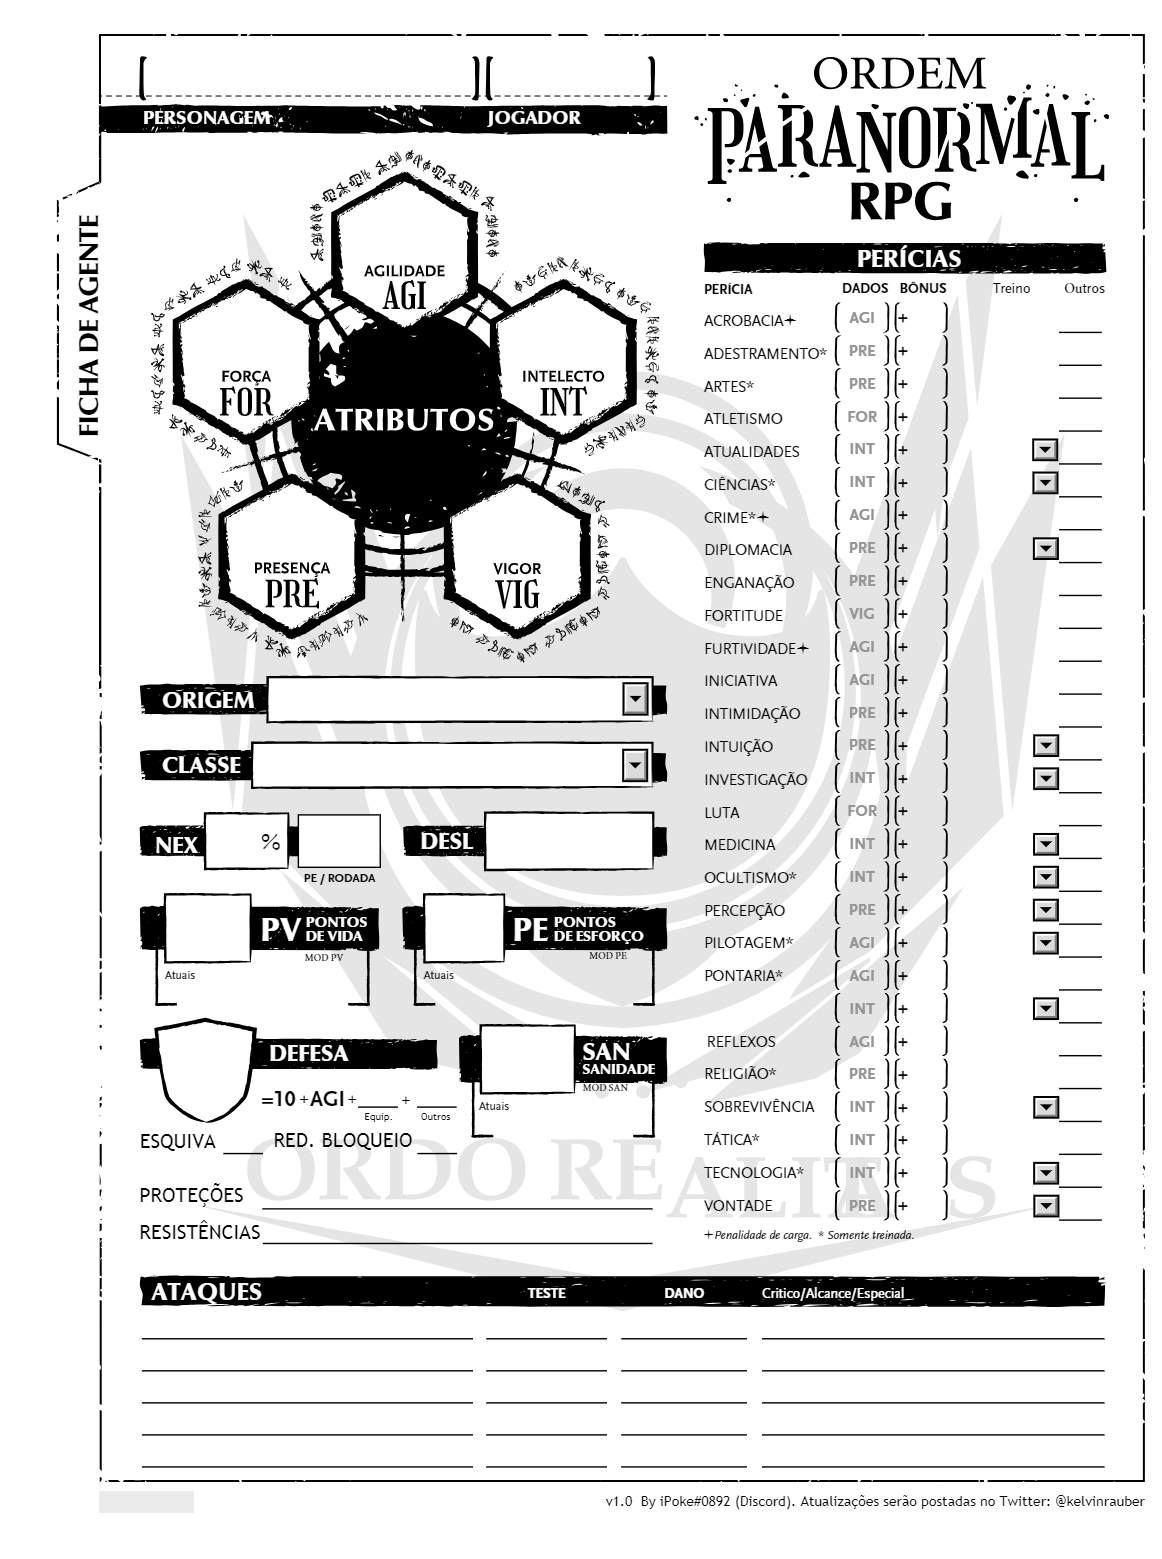 PERSONAGEM JOGADOR
ORDEM
PARANORMAL
RPG
FICHA DE AGENTE
AGILIDADE
AGI
FORÇA
FOR
INTELECTO
INT
ATRIBUTOS
PRESENÇA
PRE
VIGOR
VIG
ORIGEM
CLASSE
NEX % DESL
PE / RODADA
PV PONTOS DE VIDA PE PONTOS DE ESFORÇO
MOD PV MOD PE
Atuais Atuais
DEFESA SAN SANIDADE
MOD SAN
=10 +AGI + +
Equip. Outros Atuais
ESQUIVA RED. BLOQUEIO
PROTEÇÕES
RESISTÊNCIAS
PERÍCIAS
PERÍCIA DADOS BÔNUS Treino Outros
ACROBACIA+ AGI +
ADESTRAMENTO* PRE +
ARTES* PRE +
ATLETISMO FOR +
ATUALIDADES INT +
CIÊNCIAS* INT +
CRIME*+ AGI +
DIPLOMACIA PRE +
ENGANAÇÃO PRE +
FORTITUDE VIG +
FURTIVIDADE+ AGI +
INICIATIVA AGI +
INTIMIDAÇÃO PRE +
INTUIÇÃO PRE +
INVESTIGAÇÃO INT +
LUTA FOR +
MEDICINA INT +
OCULTISMO* INT +
PERCEPÇÃO PRE +
PILOTAGEM* AGI +
PONTARIA* AGI +
INT +
REFLEXOS AGI +
RELIGIÃO* PRE +
SOBREVIVÊNCIA INT +
TÁTICA* INT +
TECNOLOGIA* INT +
VONTADE PRE +
+Penalidade de carga. * Somente treinada.
ORDO REALITAS
ATAQUES TESTE DANO Critico/Alcance/Especial
v1.0 By iPoke#0892 (Discord). Atualizações serão postadas no Twitter: @kelvinrauber